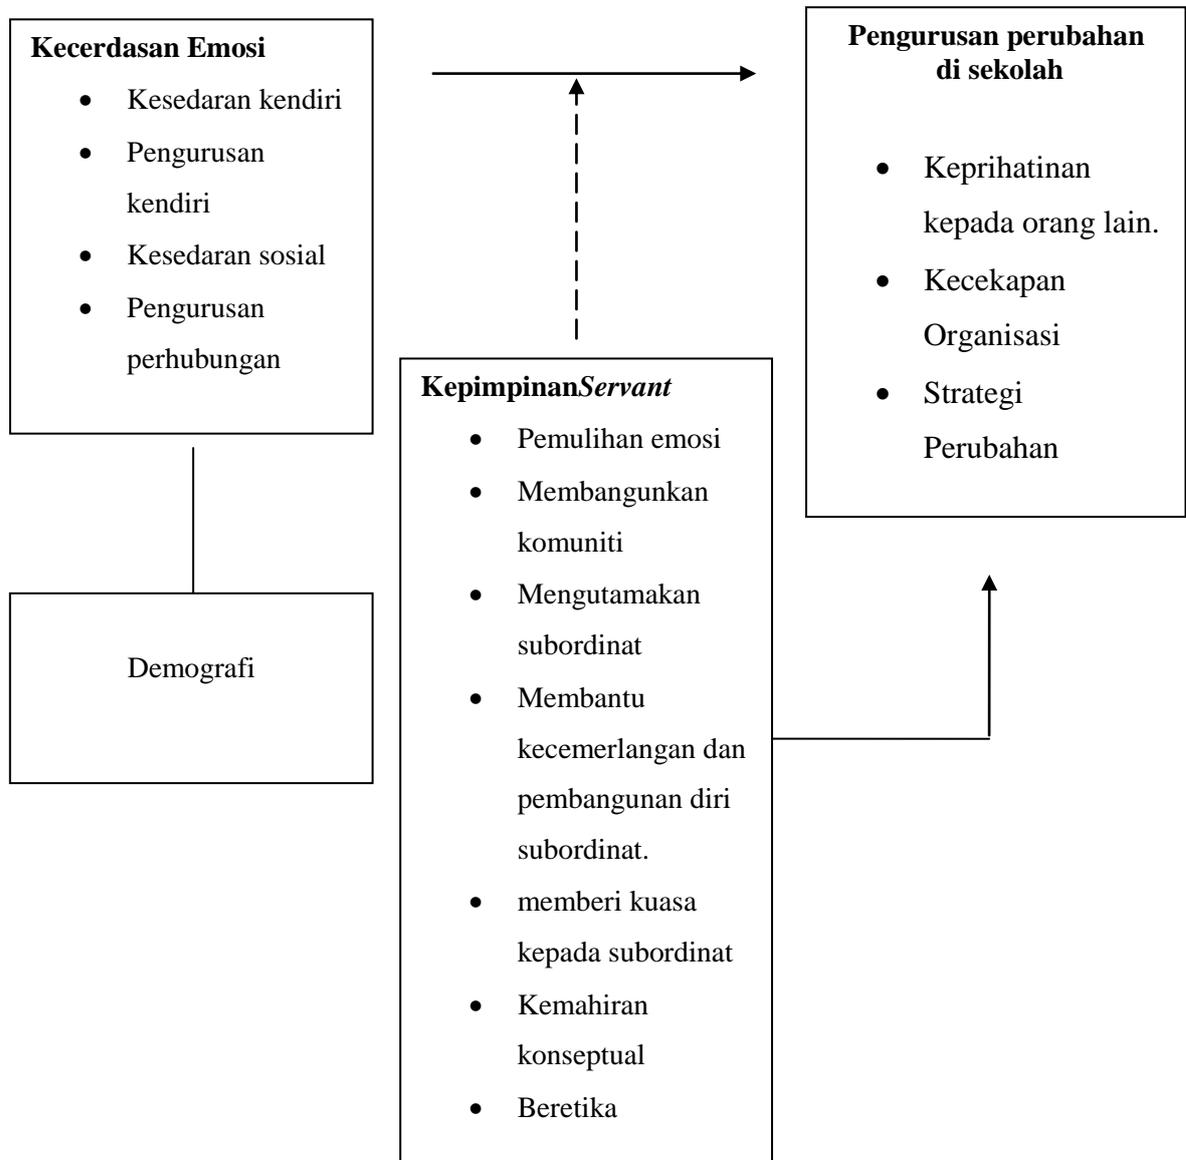 Kecerdasan Emosi
• Kesedaran kendiri
• Pengurusan
kendiri
• Kesedaran sosial
• Pengurusan
perhubungan
Pengurusan perubahan
di sekolah
• Keprihatinan
kepada orang lain.
• Kecekapan
Organisasi
• Strategi
Perubahan
KepimpinanServant
• Pemulihan emosi
• Membangunkan
komuniti
• Mengutamakan
subordinat
• Membantu
kecemerlangan dan
pembangunan diri
subordinat.
• memberi kuasa
kepada subordinat
• Kemahiran
konseptual
• Beretika
Demografi